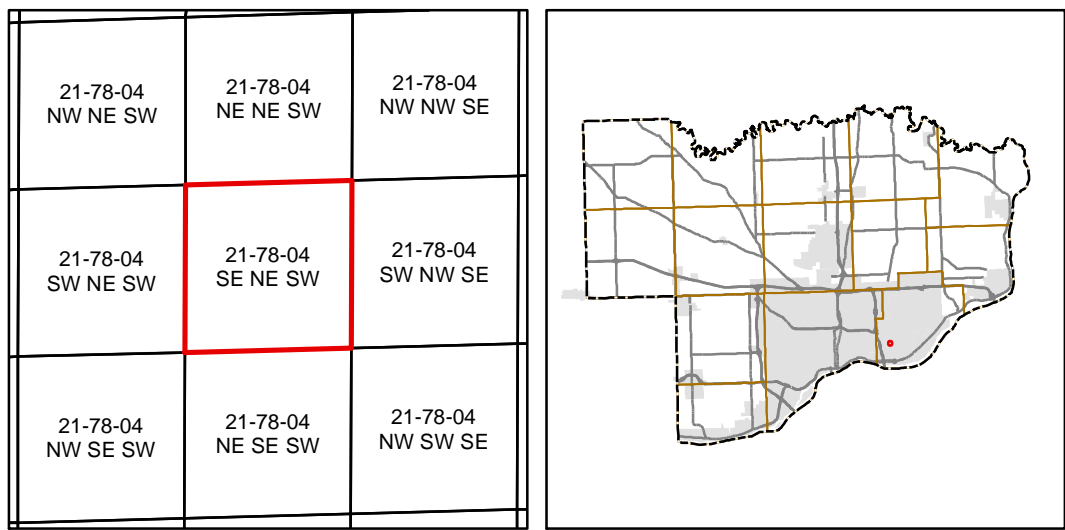 21-78-04
NW NE SW
21-78-04
NE NE SW
21-78-04
NW NW SE
21-78-04
SW NE SW
21-78-04
SE NE SW
21-78-04
SW NW SE
21-78-04
NW SE SW
21-78-04
NE SE SW
21-78-04
NW SW SE